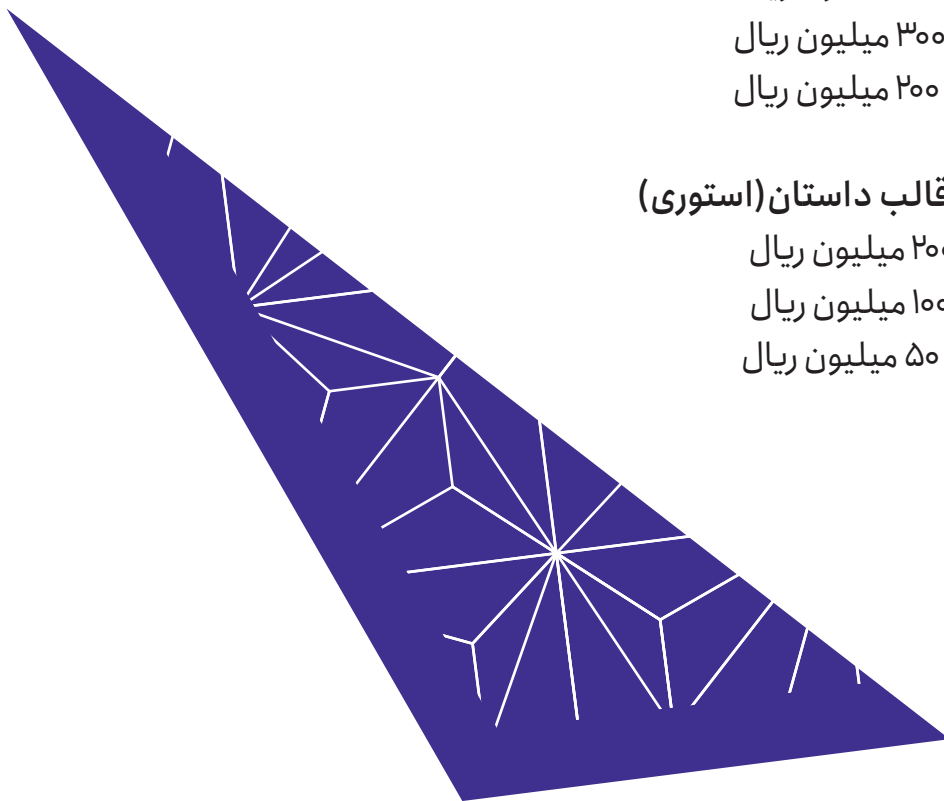 ۳۰۰ میلیون ریال
۲۰۰ میلیون ریال
قالب داستان(استوری)
۲۰۰ میلیون ریال
۱۰۰ میلیون ریال
۵۰ میلیون ریال